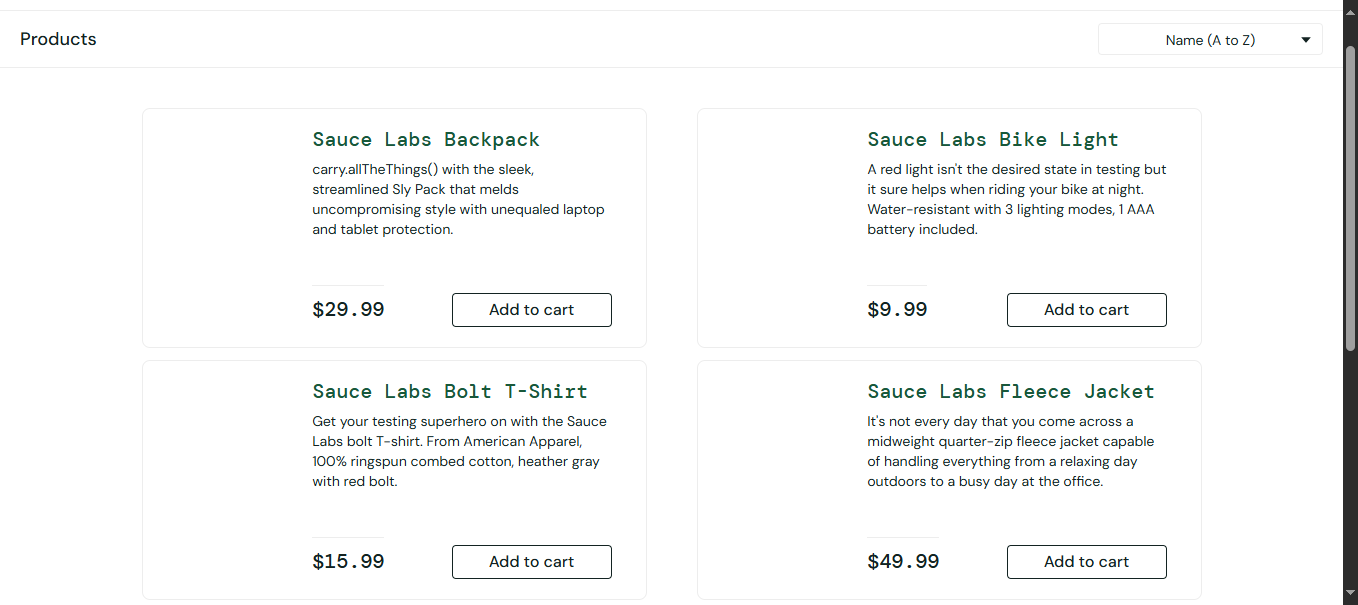 Products
Name (A to Z)
Sauce Labs Backpack
carry.allTheThings() with the sleek,
streamlined Sly Pack that melds
uncompromising style with unequaled laptop
and tablet protection.
$29.99
Add to cart
Sauce Labs Bike Light
A red light isn't the desired state in testing but
it sure helps when riding your bike at night.
Water-resistant with 3 lighting modes, 1 AAA
battery included.
$9.99
Add to cart
Sauce Labs Bolt T-Shirt
Get your testing superhero on with the Sauce
Labs bolt T-shirt. From American Apparel,
100% ringspun combed cotton, heather gray
with red bolt.
$15.99
Add to cart
Sauce Labs Fleece Jacket
It's not every day that you come across a
midweight quarter-zip fleece jacket capable
of handling everything from a relaxing day
outdoors to a busy day at the office.
$49.99
Add to cart